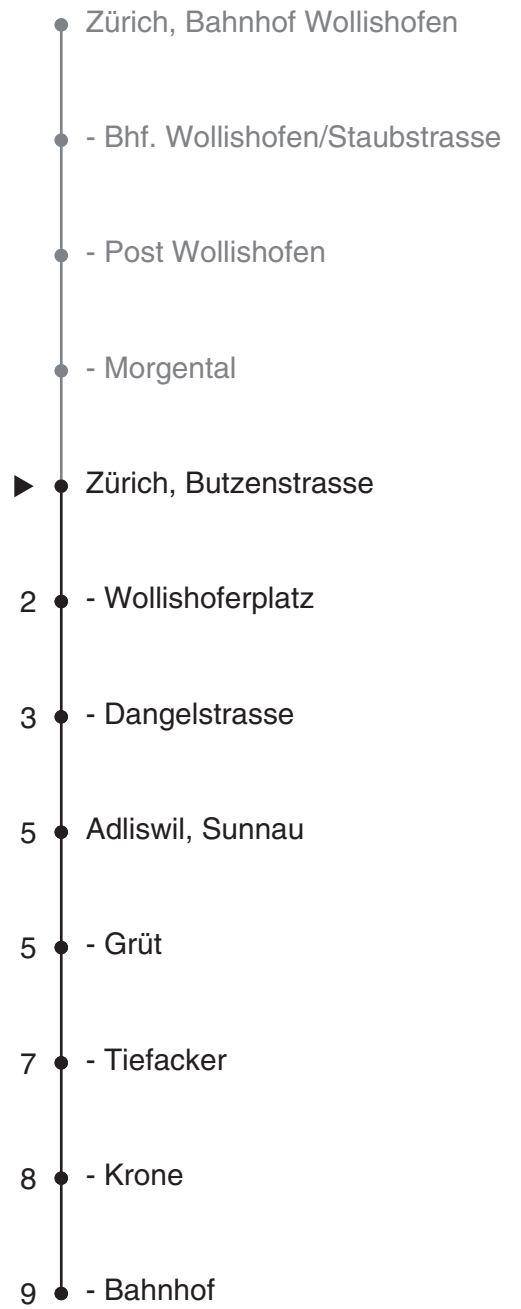 Zürich, Bahnhof Wollishofen
- Bhf. Wollishofen/Staubstrasse
- Post Wollishofen
- Morgental
Zürich, Butzenstrasse
2 - Wollishoferplatz
3 - Dangelstrasse
5 Adliswil, Sunnau
5 - Grüt
7 - Tiefacker
8 - Krone
9 - Bahnhof